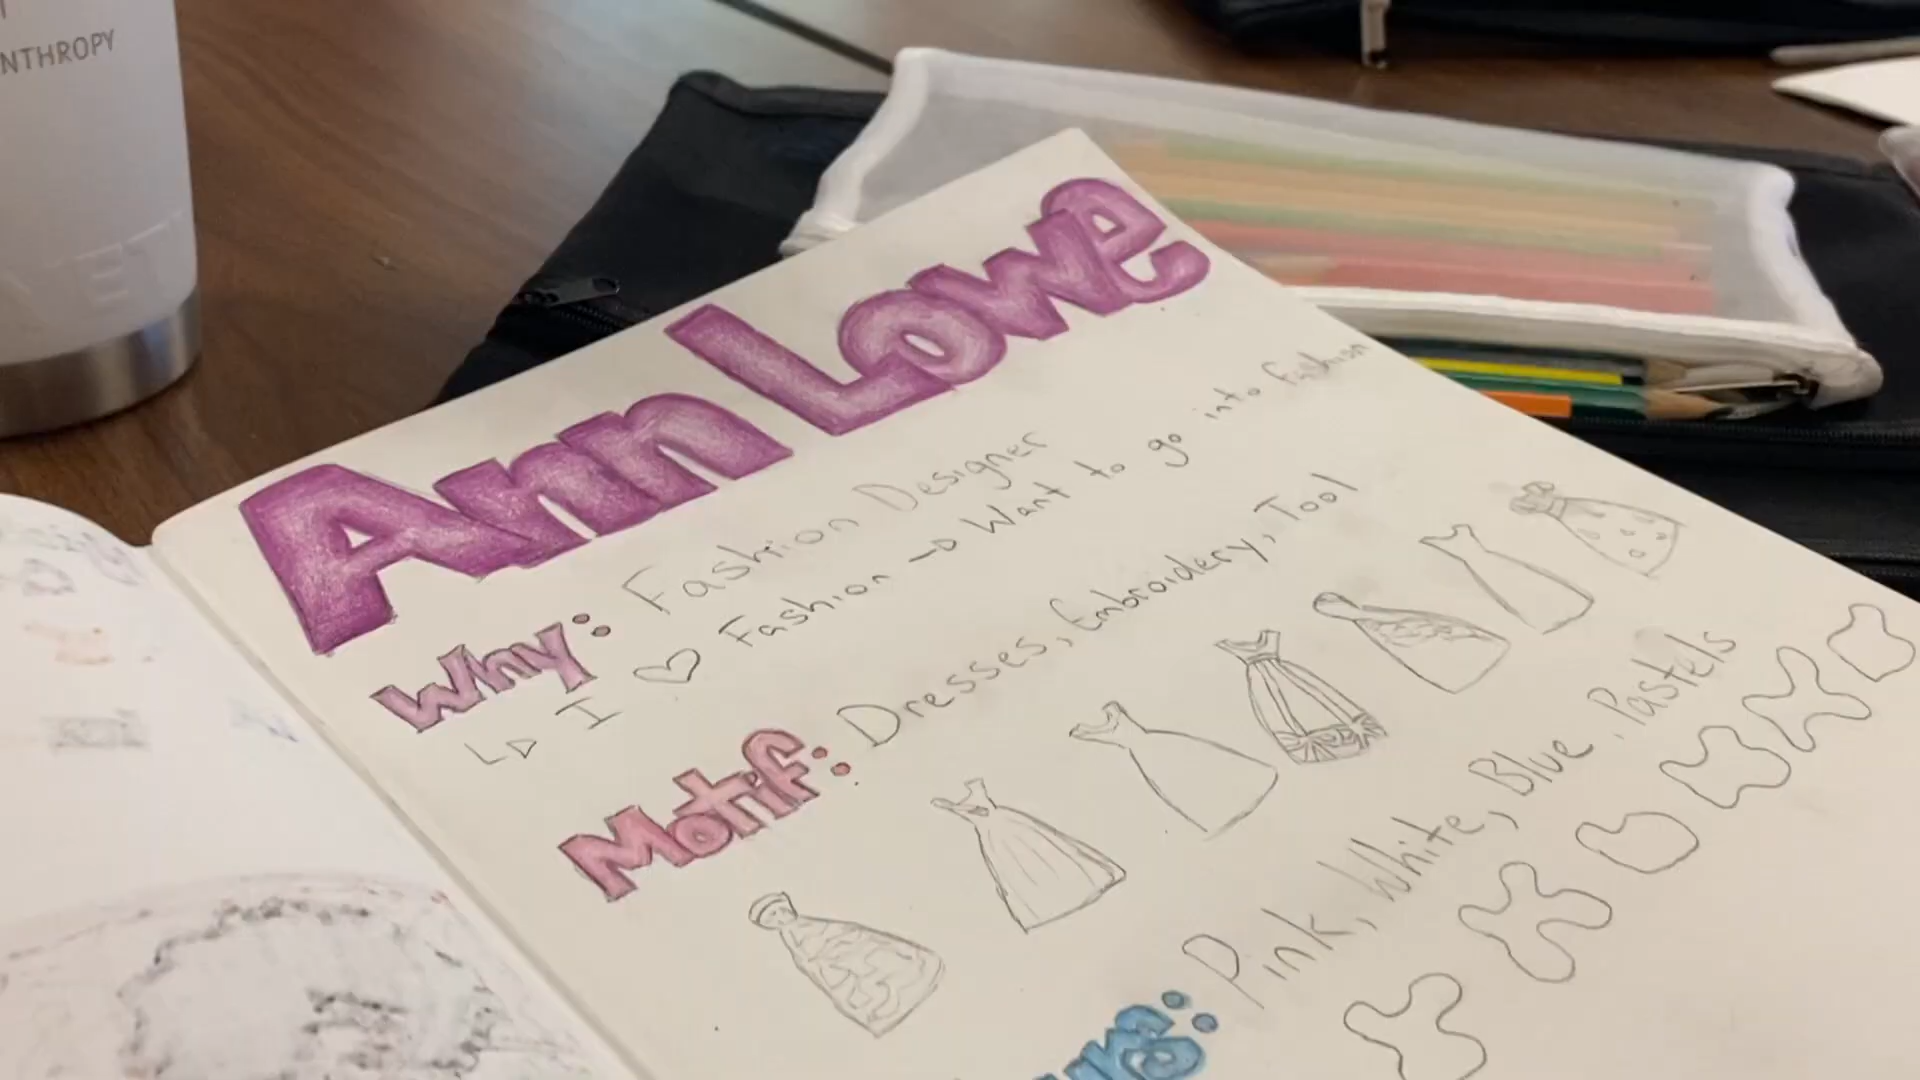 NTHROPY
YETI
Ann Lowe
Why: Fashion Designer
I ♡ Fashion → Want to go into fashion
Motif: Dresses, Embroidery, Tool
Pink, White, Blue, Pastels